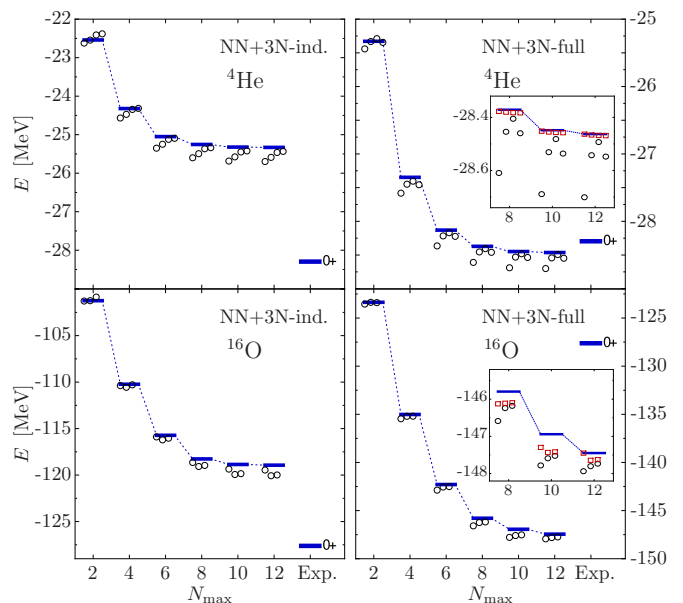 -22
-23
-24
-25
-26
-27
-28
E [MeV]
NN+3N-ind.
⁴He
0+
-25
-26
-27
-28
NN+3N-full
⁴He
-28.4
-28.6
8 10 12
0+
-105
-110
-115
-120
-125
E [MeV]
NN+3N-ind.
¹⁶O
0+
2 4 6 8 10 12 Exp.
N_max
-125
-130
-135
-140
-145
-150
NN+3N-full
¹⁶O
0+
-146
-147
-148
8 10 12
2 4 6 8 10 12 Exp.
N_max